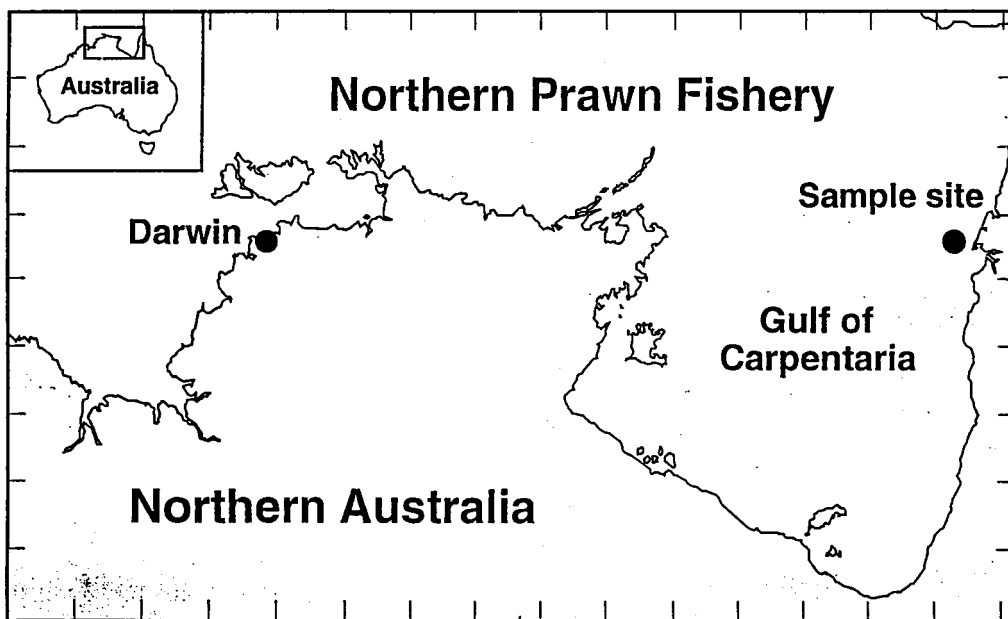 Australia
Northern Prawn Fishery
Sample site
Darwin
Gulf of
Carpentaria
Northern Australia